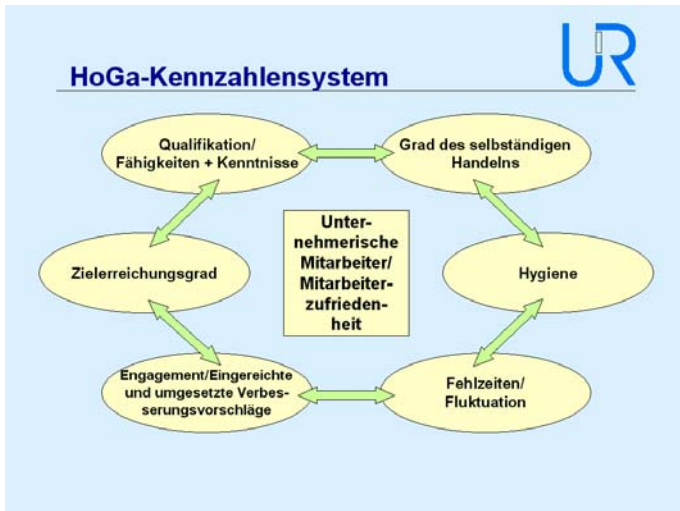 UiR
HoGa-Kennzahlensystem
Qualifikation/
Fähigkeiten + Kenntnisse
Grad des selbständigen
Handelns
Unter-
nehmerische
Mitarbeiter/
Mitarbeiter-
zufrieden-
heit
Zielerreichungsgrad
Hygiene
Engagement/Eingereichte
und umgesetzte Verbes-
serungsvorschläge
Fehlzeiten/
Fluktuation